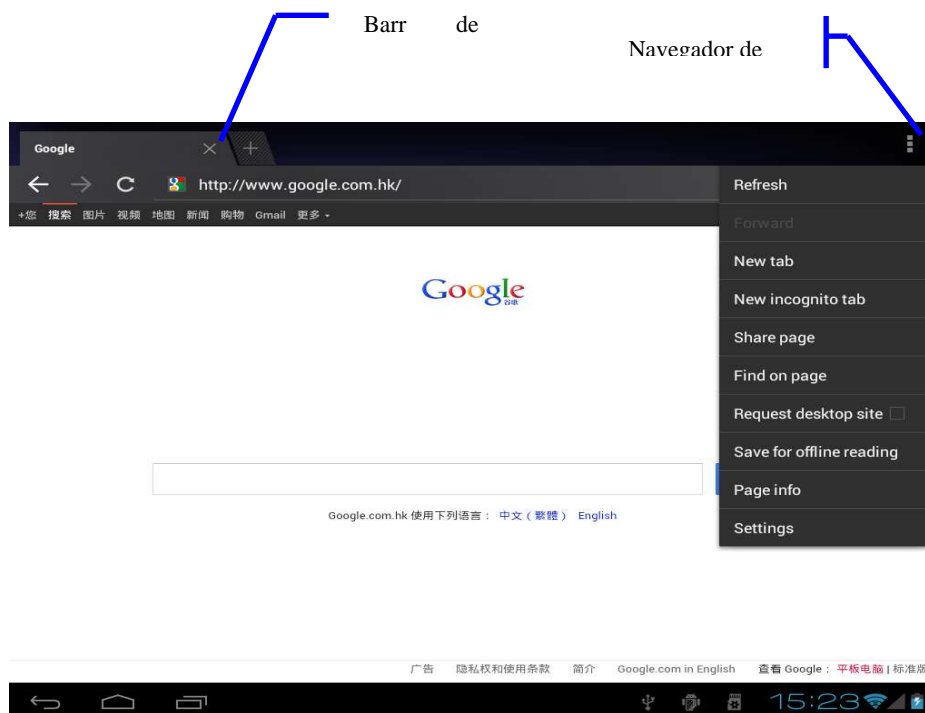 Barr de
Navegador de
Google
http://www.google.com.hk/
+您 搜索 图片 视频 地图 新闻 购物 Gmail 更多
Refresh
Forward
New tab
New incognito tab
Share page
Find on page
Request desktop site
Save for offline reading
Page info
Settings
Google
谷歌
Google.com.hk 使用下列语言： 中文（繁體） English
广告 隐私权和使用条款 简介 Google.com in English 查看 Google： 平板电脑 | 标准版
15:23